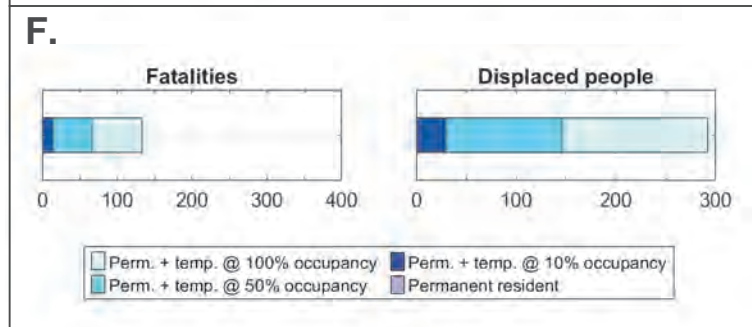 F.
Fatalities
Displaced people
0 100 200 300 400
0 100 200 300
Perm. + temp. @ 100% occupancy
Perm. + temp. @ 10% occupancy
Perm. + temp. @ 50% occupancy
Permanent resident